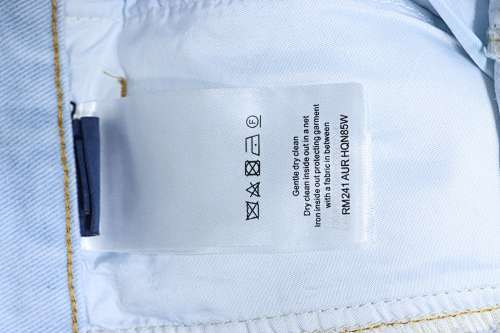 Gentle dry clean
Dry clean inside out in a net
Iron inside out protecting garment
with a fabric in between
RM241 AUR HQN85W